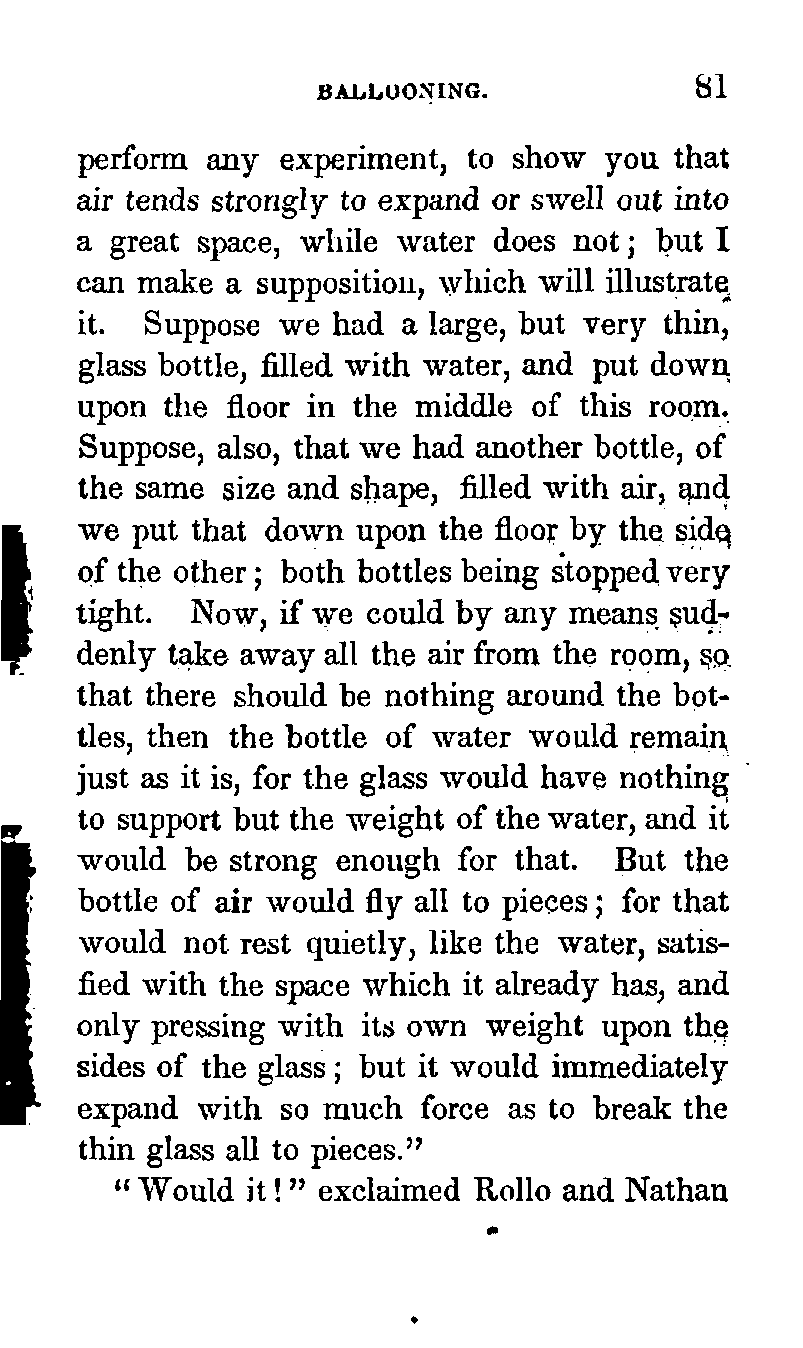 BALLOONING. 81
perform any experiment, to show you that
air tends strongly to expand or swell out into
a great space, while water does not; but I
can make a supposition, which will illustrate
it. Suppose we had a large, but very thin,
glass bottle, filled with water, and put down
upon the floor in the middle of this room.
Suppose, also, that we had another bottle, of
the same size and shape, filled with air, and
we put that down upon the floor by the side
of the other; both bottles being stopped very
tight. Now, if we could by any means sud-
denly take away all the air from the room, so
that there should be nothing around the bot-
tles, then the bottle of water would remain
just as it is, for the glass would have nothing
to support but the weight of the water, and it
would be strong enough for that. But the
bottle of air would fly all to pieces; for that
would not rest quietly, like the water, satis-
fied with the space which it already has, and
only pressing with its own weight upon the
sides of the glass; but it would immediately
expand with so much force as to break the
thin glass all to pieces."
"Would it!" exclaimed Rollo and Nathan